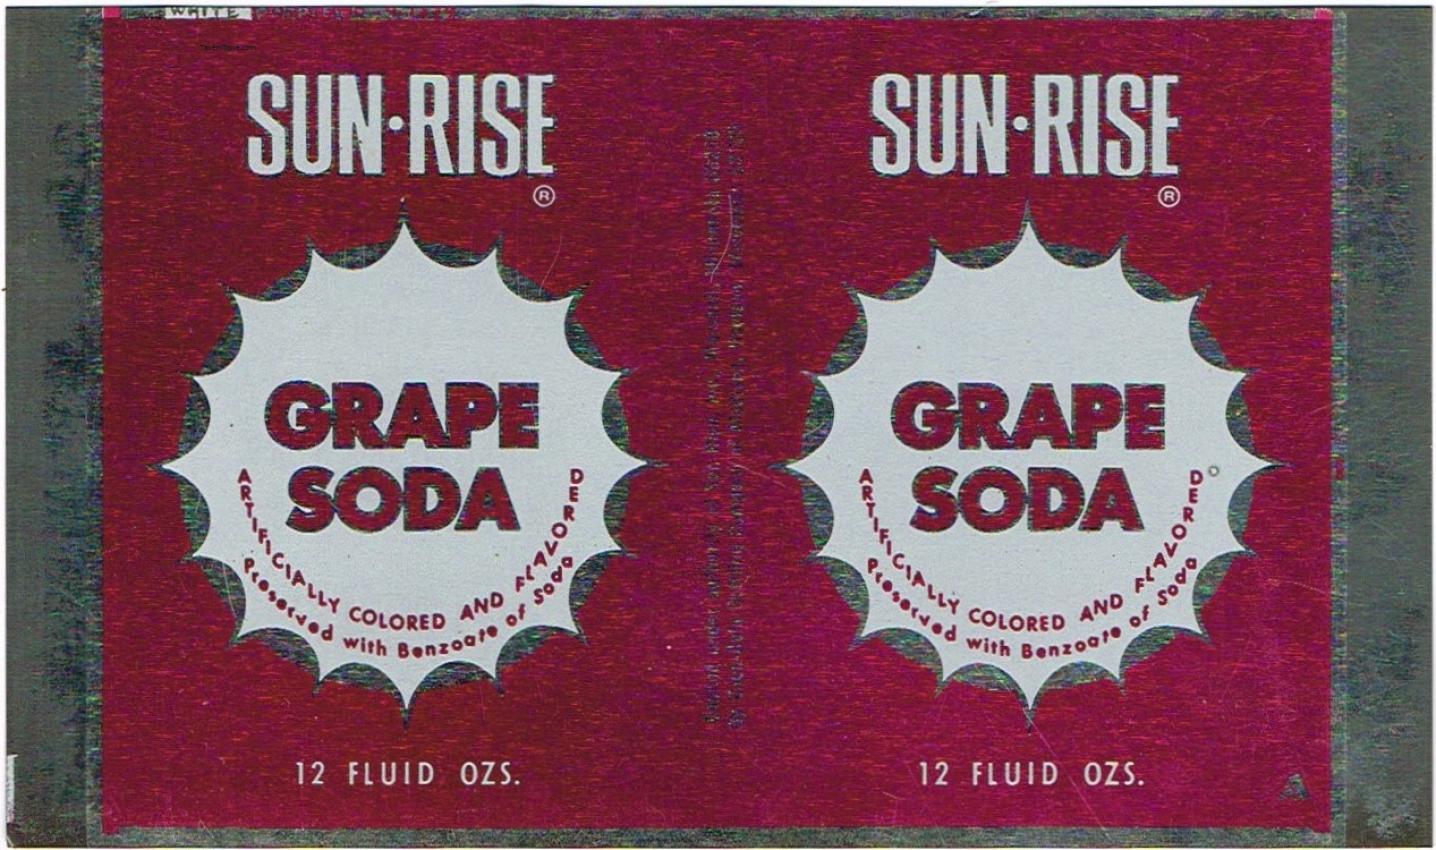 WHITE
SUN·RISE
®
GRAPE
SODA
ARTIFICIALLY COLORED AND FLAVORED
Preserved with Benzoate of Soda
12 FLUID OZS.
SUN·RISE
®
GRAPE
SODA
ARTIFICIALLY COLORED AND FLAVORED
Preserved with Benzoate of Soda
12 FLUID OZS.